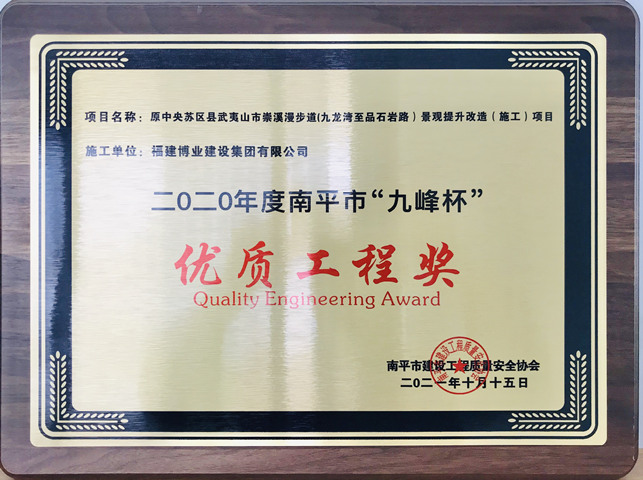 项目名称：原中央苏区县武夷山市崇溪漫步道(九龙湾至品石岩路）景观提升改造（施工）项目
施工单位：福建博业建设集团有限公司
二0二0年度南平市“九峰杯”
优质工程奖
Quality Engineering Award
南平市建设工程质量安全协会
二〇二一年十月十五日